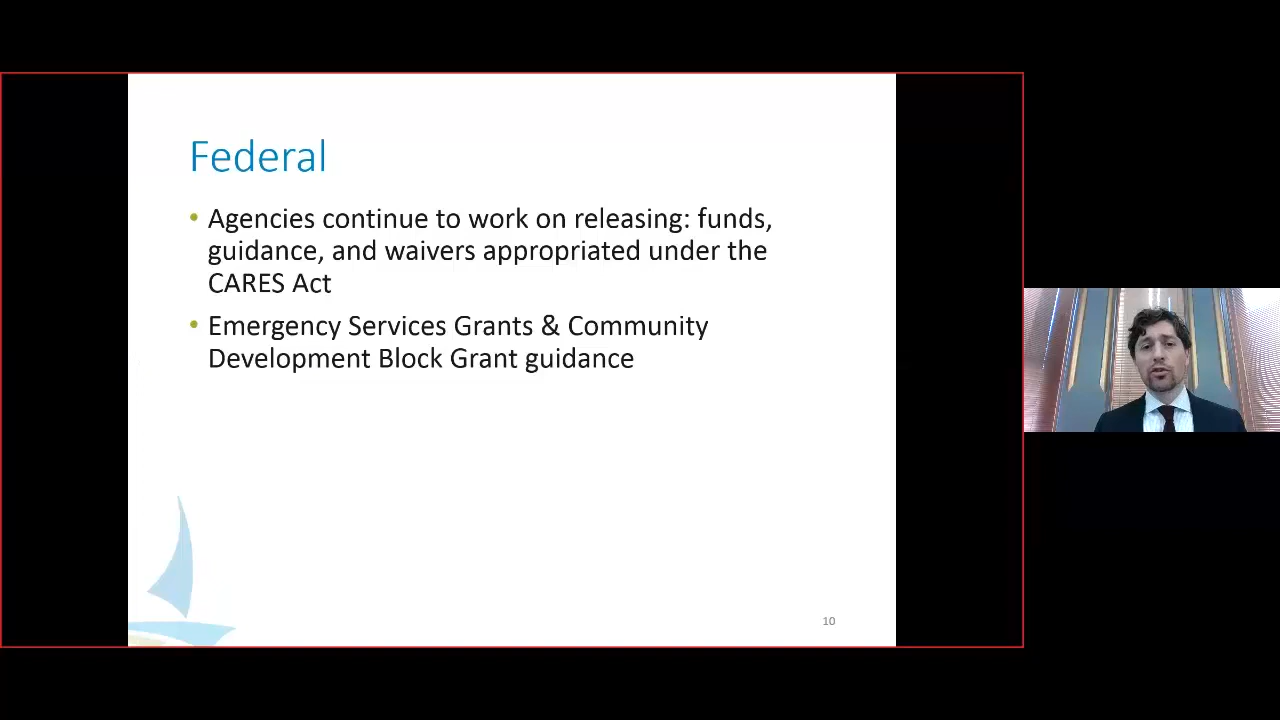 Federal
• Agencies continue to work on releasing: funds,
guidance, and waivers appropriated under the
CARES Act
• Emergency Services Grants & Community
Development Block Grant guidance
10